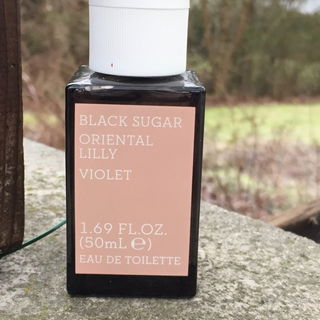 BLACK SUGAR
ORIENTAL
LILLY
VIOLET
1.69 FL.OZ.
(50mL ℮)
EAU DE TOILETTE